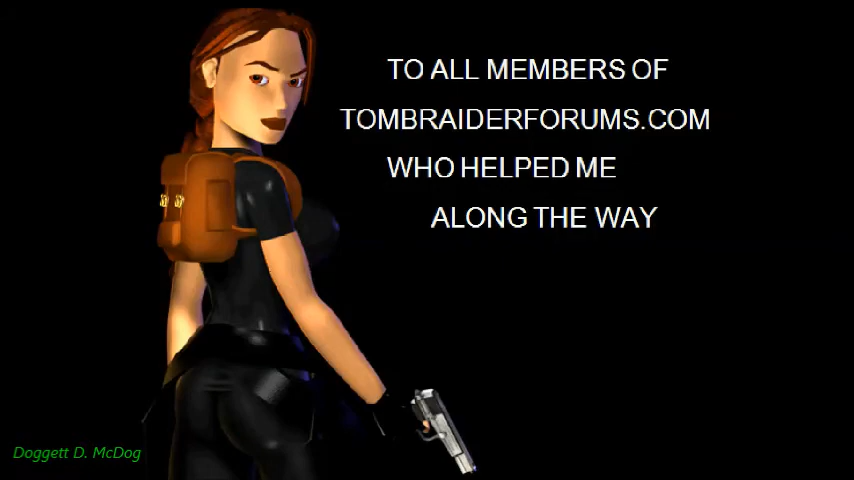 TO ALL MEMBERS OF
TOMBRAIDERFORUMS.COM
WHO HELPED ME
ALONG THE WAY
Doggett D. McDog